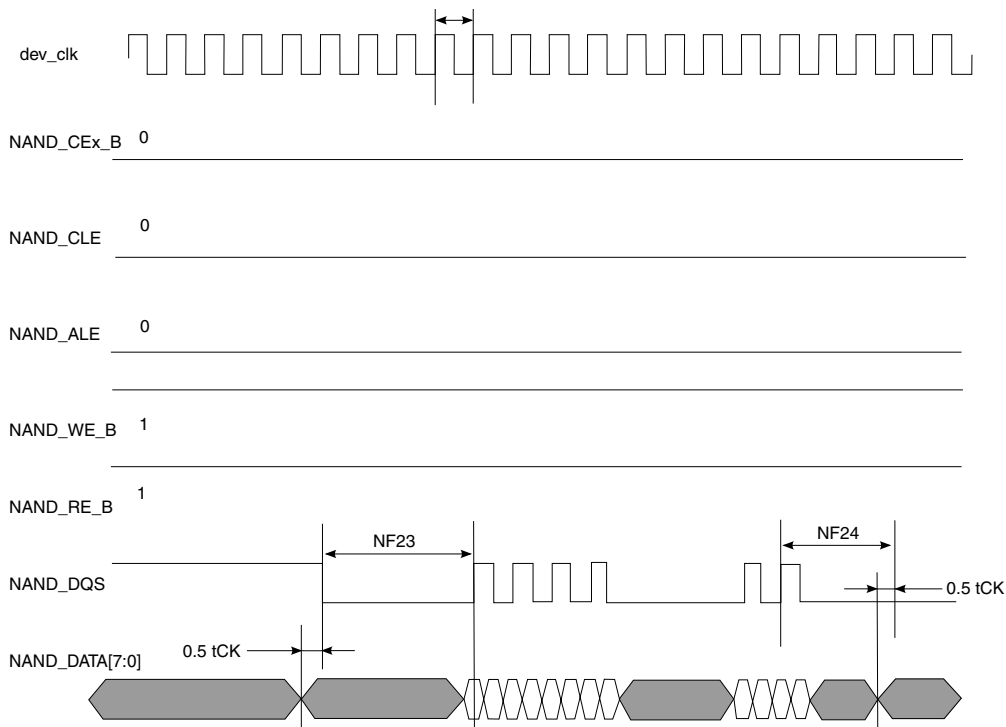 dev_clk
NAND_CEx_B
0
NAND_CLE
0
NAND_ALE
0
NAND_WE_B
1
NAND_RE_B
1
NF23
NF24
NAND_DQS
0.5 tCK
0.5 tCK
NAND_DATA[7:0]